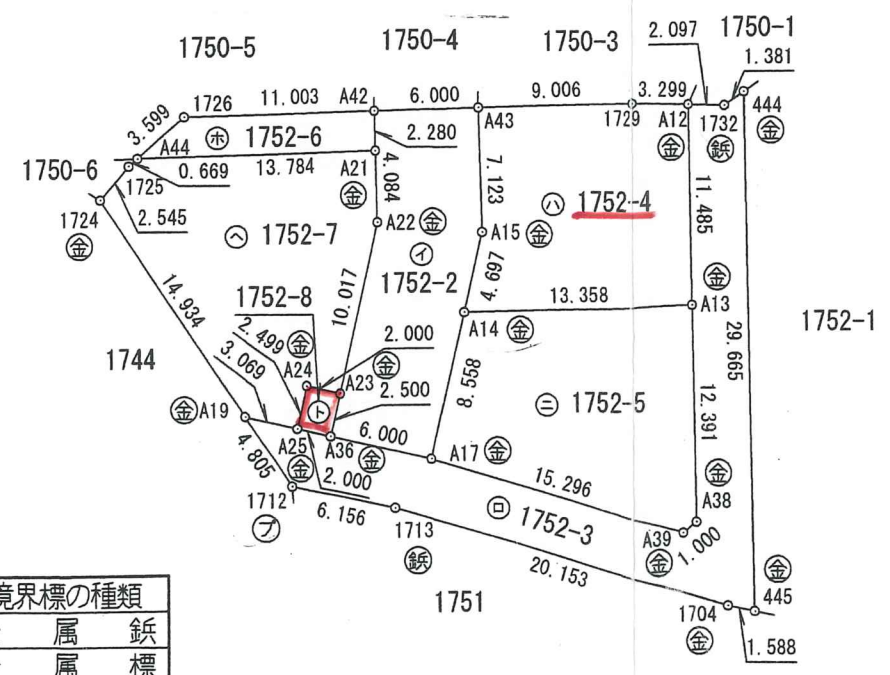 1750-5
1750-4
1750-3
1750-1
2.097
1.381
3.299
9.006
6.000
11.003
3.599
1726
A42
A43
1729
A12
1732
444
金
鋲
金
ホ
1752-6
2.280
A44
13.784
A21
金
0.669
1750-6
1725
1724
金
2.545
4.084
7.123
ハ
1752-4
11.485
A22
金
A15
金
ヘ
1752-7
イ
1752-2
4.697
10.017
A14
金
13.358
A13
金
1752-1
29.665
14.934
1752-8
2.499
金
2.000
金
3.069
A24
A23
2.500
8.558
ニ
1752-5
12.391
1744
金
A19
ト
A25
金
A36
金
6.000
A17
金
15.296
金
A38
A39
金
1.000
4.805
2.000
1712
プ
6.156
1713
鋲
ロ
1752-3
20.153
1751
1704
金
金
445
1.588
境界標の種類
属 鋲
属 標